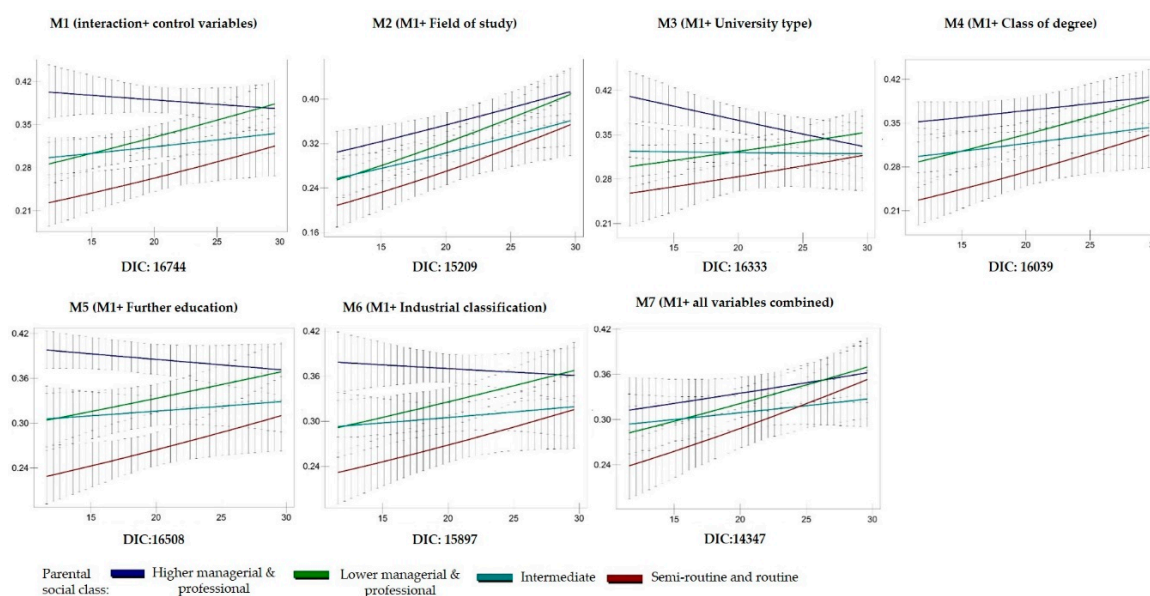 M1 (interaction+ control variables)
M2 (M1+ Field of study)
M3 (M1+ University type)
M4 (M1+ Class of degree)
0.42
0.35
0.28
0.21
15
20
25
30
0.40
0.32
0.24
0.16
15
20
25
30
0.42
0.35
0.28
0.21
15
20
25
30
0.42
0.35
0.28
0.21
15
20
25
30
DIC: 16744
DIC: 15209
DIC: 16333
DIC: 16039
M5 (M1+ Further education)
M6 (M1+ Industrial classification)
M7 (M1+ all variables combined)
0.42
0.36
0.30
0.24
15
20
25
30
0.42
0.36
0.30
0.24
15
20
25
30
0.42
0.36
0.30
0.24
15
20
25
30
DIC:16508
DIC: 15897
DIC:14347
Parental
social class:
Higher managerial &
professional
Lower managerial &
professional
Intermediate
Semi-routine and routine